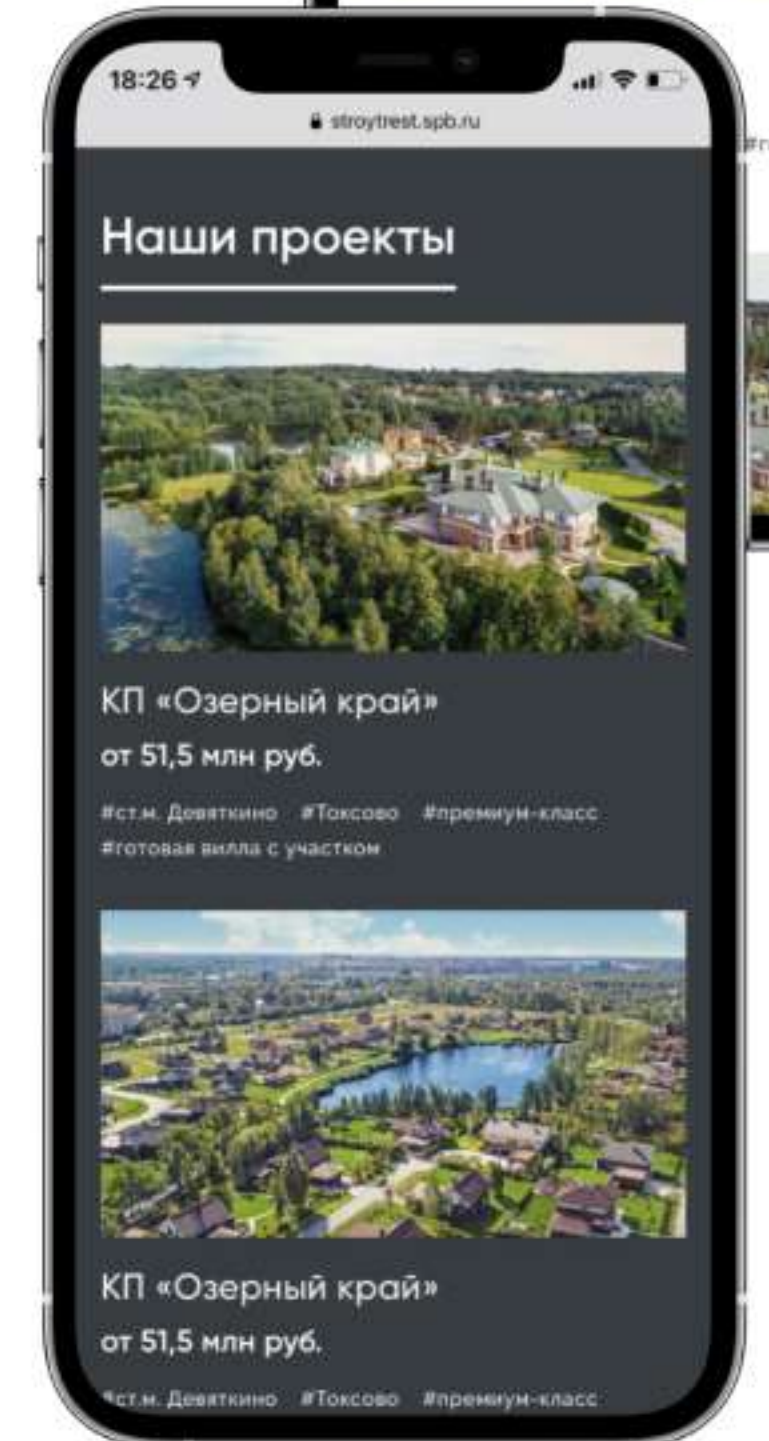 18:26
stroytrest.spb.ru
Наши проекты
КП «Озерный край»
от 51,5 млн руб.
#ст.м. Девяткино #Токсово #премиум-класс
#готовая вилла с участком
КП «Озерный край»
от 51,5 млн руб.
#ст.м. Девяткино #Токсово #премиум-класс